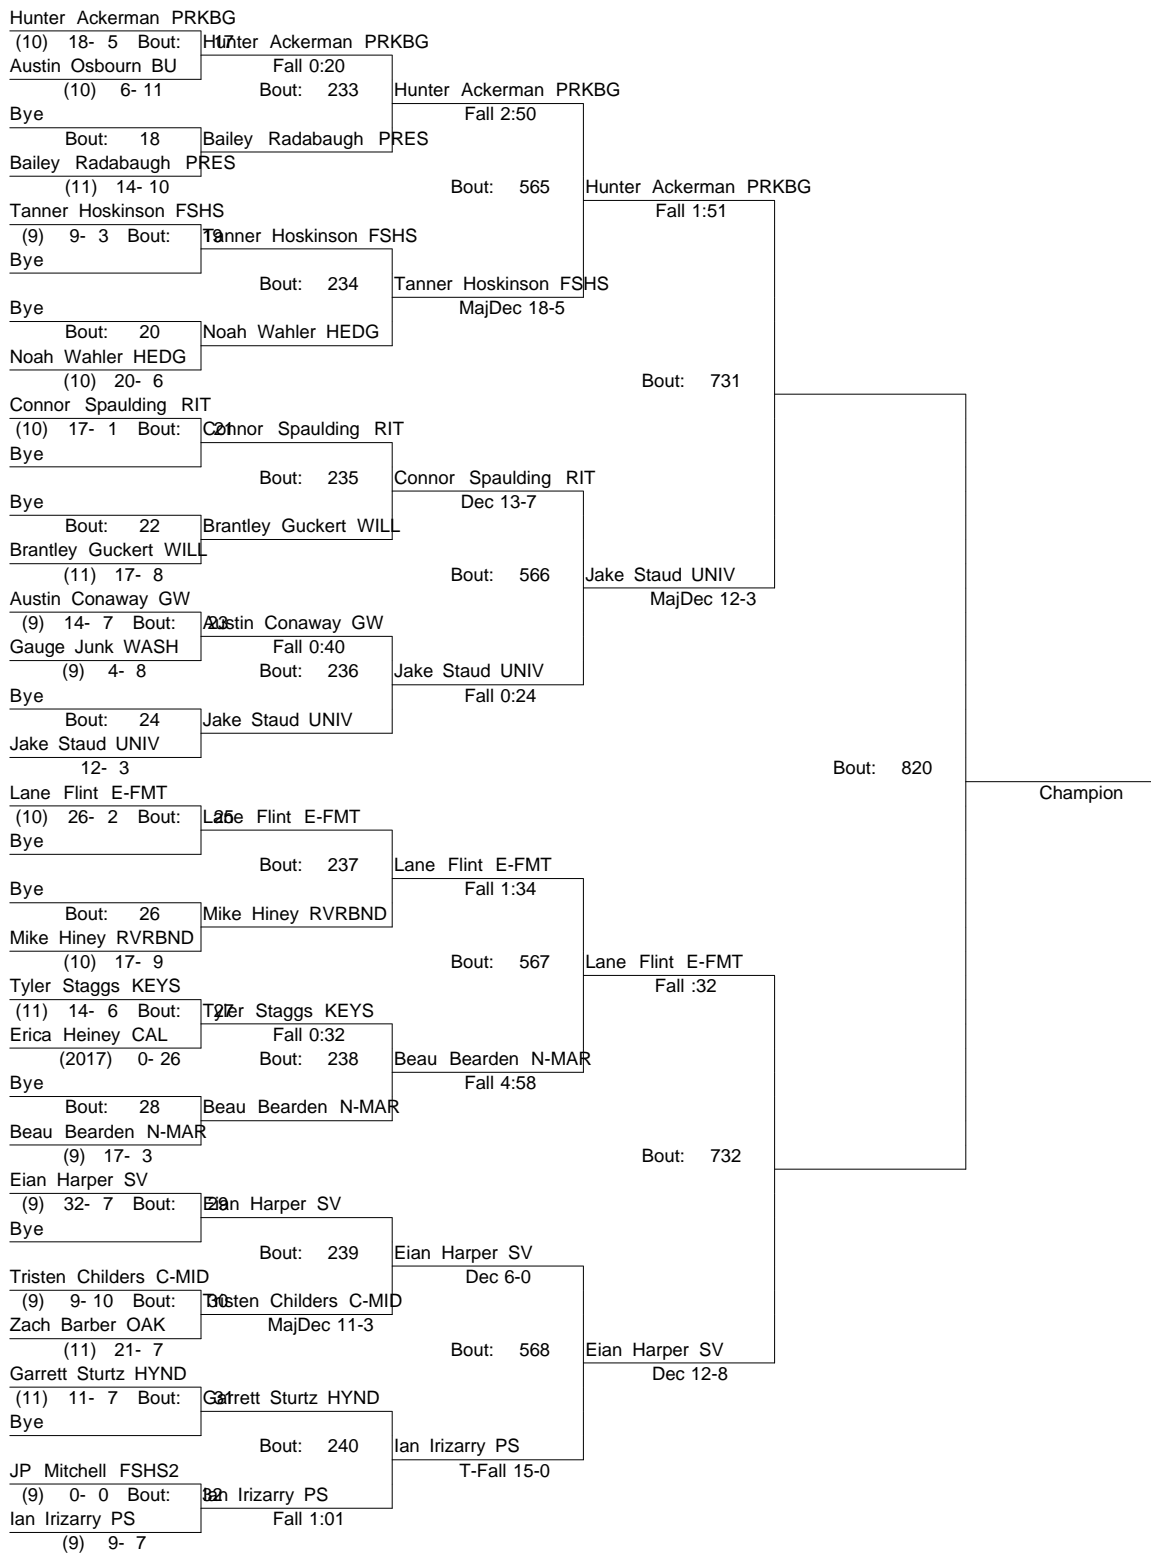 Hunter Ackerman PRKBG
(10) 18- 5 Bout: 17 Hunter Ackerman PRKBG
Austin Osbourn BU Fall 0:20
(10) 6- 11 Bout: 233 Hunter Ackerman PRKBG
Bye Fall 2:50
Bout: 18 Bailey Radabaugh PRES
Bailey Radabaugh PRES
(11) 14- 10 Bout: 565 Hunter Ackerman PRKBG
Tanner Hoskinson FSHS Fall 1:51
(9) 9- 3 Bout: 19 Tanner Hoskinson FSHS
Bye
Bout: 234 Tanner Hoskinson FSHS
Bye MajDec 18-5
Bout: 20 Noah Wahler HEDG
Noah Wahler HEDG
(10) 20- 6 Bout: 731
Connor Spaulding RIT
(10) 17- 1 Bout: 21 Connor Spaulding RIT
Bye
Bout: 235 Connor Spaulding RIT
Bye Dec 13-7
Bout: 22 Brantley Guckert WILL
Brantley Guckert WILL
(11) 17- 8 Bout: 566 Jake Staud UNIV
Austin Conaway GW MajDec 12-3
(9) 14- 7 Bout: 23 Austin Conaway GW
Gauge Junk WASH Fall 0:40
(9) 4- 8 Bout: 236 Jake Staud UNIV
Bye Fall 0:24
Bout: 24 Jake Staud UNIV
Jake Staud UNIV
12- 3 Bout: 820
Lane Flint E-FMT Champion
(10) 26- 2 Bout: 25 Lane Flint E-FMT
Bye
Bout: 237 Lane Flint E-FMT
Bye Fall 1:34
Bout: 26 Mike Hiney RVRBND
Mike Hiney RVRBND
(10) 17- 9 Bout: 567 Lane Flint E-FMT
Tyler Staggs KEYS Fall :32
(11) 14- 6 Bout: 27 Tyler Staggs KEYS
Erica Heiney CAL Fall 0:32
(2017) 0- 26 Bout: 238 Beau Bearden N-MAR
Bye Fall 4:58
Bout: 28 Beau Bearden N-MAR
Beau Bearden N-MAR
(9) 17- 3 Bout: 732
Eian Harper SV
(9) 32- 7 Bout: 29 Eian Harper SV
Bye
Bout: 239 Eian Harper SV
Tristen Childers C-MID Dec 6-0
(9) 9- 10 Bout: 30 Tristen Childers C-MID
Zach Barber OAK MajDec 11-3
(11) 21- 7 Bout: 568 Eian Harper SV
Garrett Sturtz HYND Dec 12-8
(11) 11- 7 Bout: 31 Garrett Sturtz HYND
Bye
Bout: 240 Ian Irizarry PS
JP Mitchell FSHS2 T-Fall 15-0
(9) 0- 0 Bout: 32 Ian Irizarry PS
Ian Irizarry PS Fall 1:01
(9) 9- 7